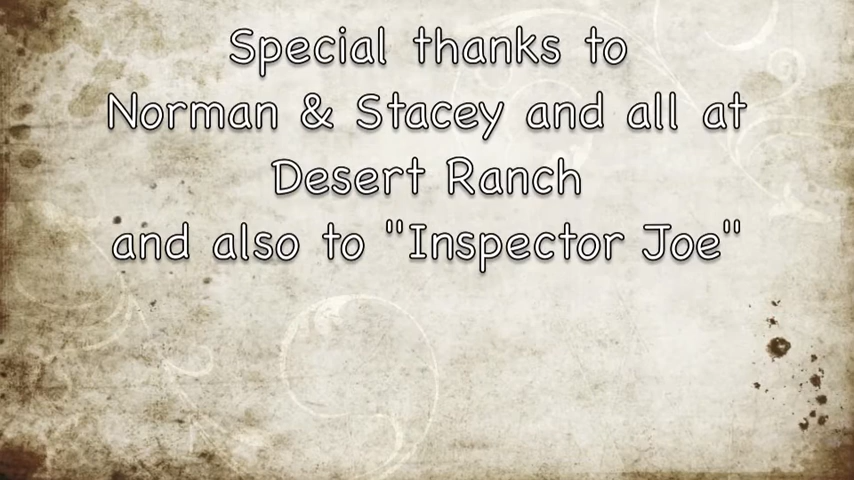 Special thanks to
Norman & Stacey and all at
Desert Ranch
and also to "Inspector Joe"